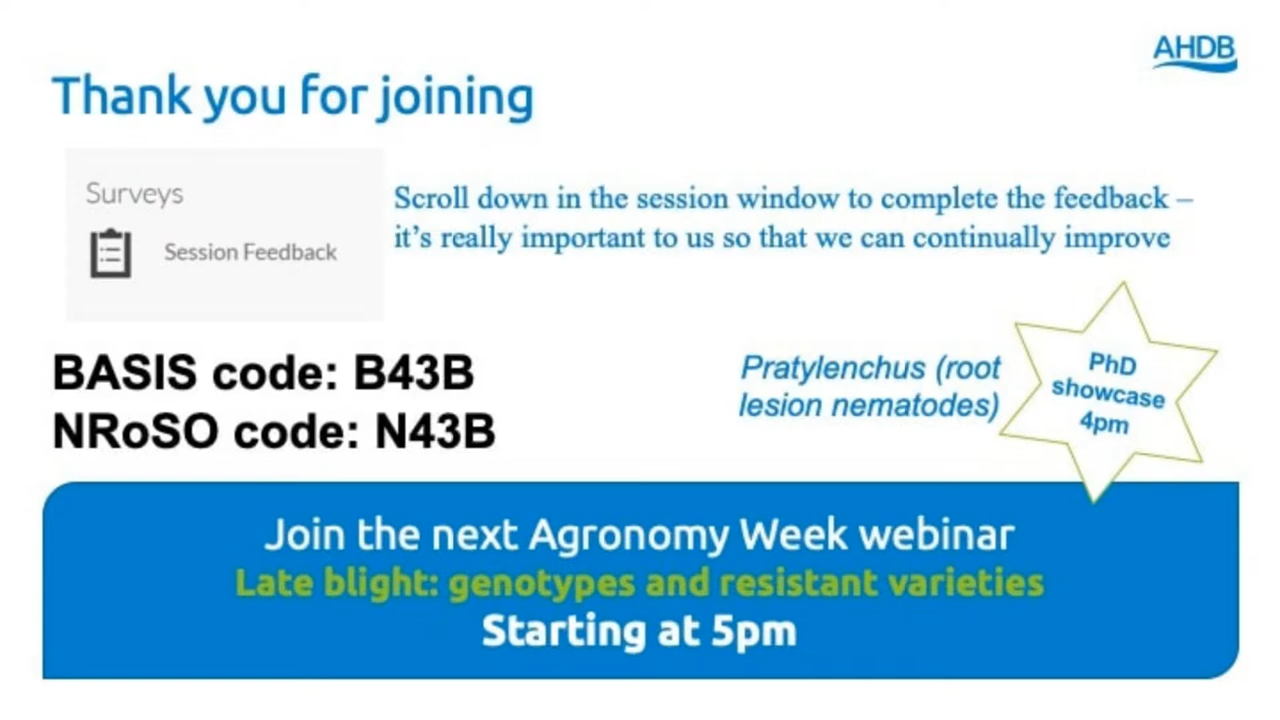 AHDB
Thank you for joining
Surveys
Session Feedback
Scroll down in the session window to complete the feedback –
it's really important to us so that we can continually improve
BASIS code: B43B
NRoSO code: N43B
Pratylenchus (root
lesion nematodes)
PhD
showcase
4pm
Join the next Agronomy Week webinar
Late blight: genotypes and resistant varieties
Starting at 5pm